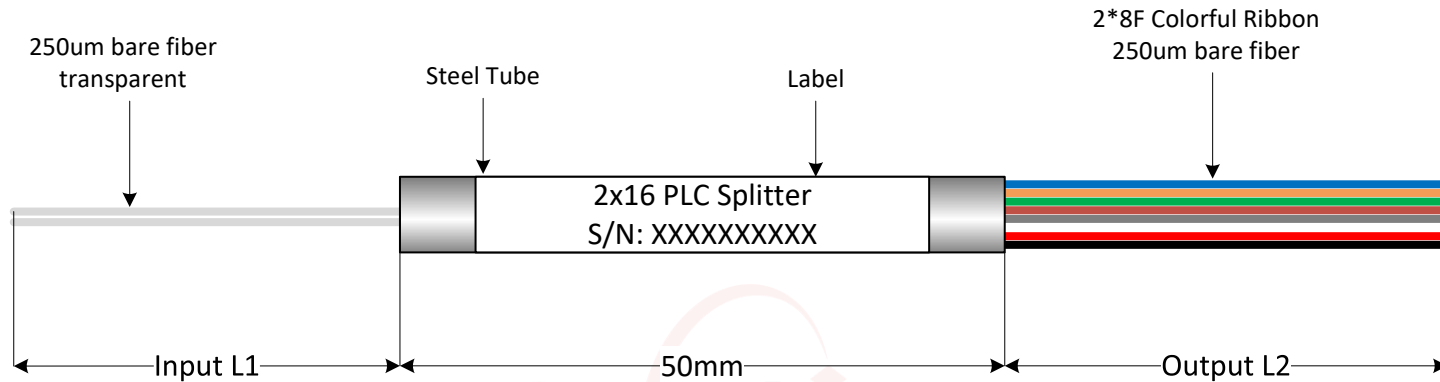 250um bare fiber
transparent
Steel Tube
Label
2*8F Colorful Ribbon
250um bare fiber
2x16 PLC Splitter
S/N: XXXXXXXXXX
Input L1
50mm
Output L2